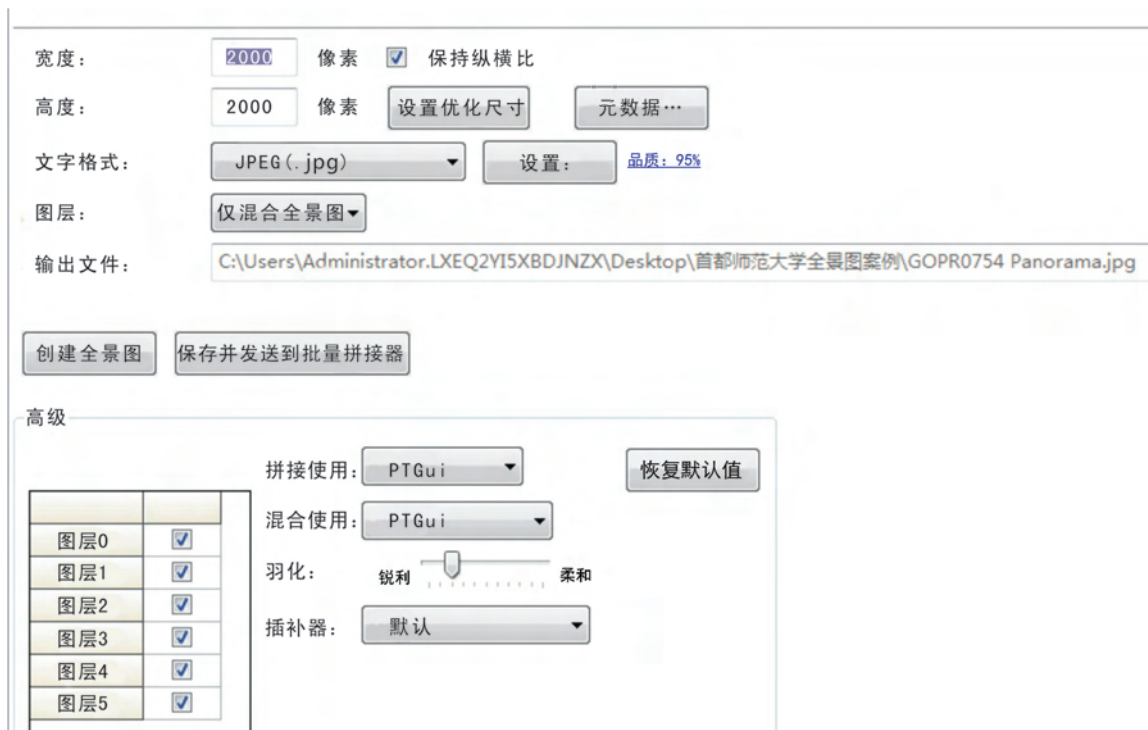 宽度： 2000 像素 保持纵横比
高度： 2000 像素 设置优化尺寸 元数据…
文字格式： JPEG(.jpg) 设置： 品质：95%
图层： 仅混合全景图
输出文件： C:\Users\Administrator.LXEQ2YI5XBDJNZX\Desktop\首都师范大学全景图案例\GOPR0754 Panorama.jpg
创建全景图 保存并发送到批量拼接器
高级
拼接使用： PTGui 恢复默认值
混合使用： PTGui
羽化： 锐利 柔和
插补器： 默认
图层0
图层1
图层2
图层3
图层4
图层5